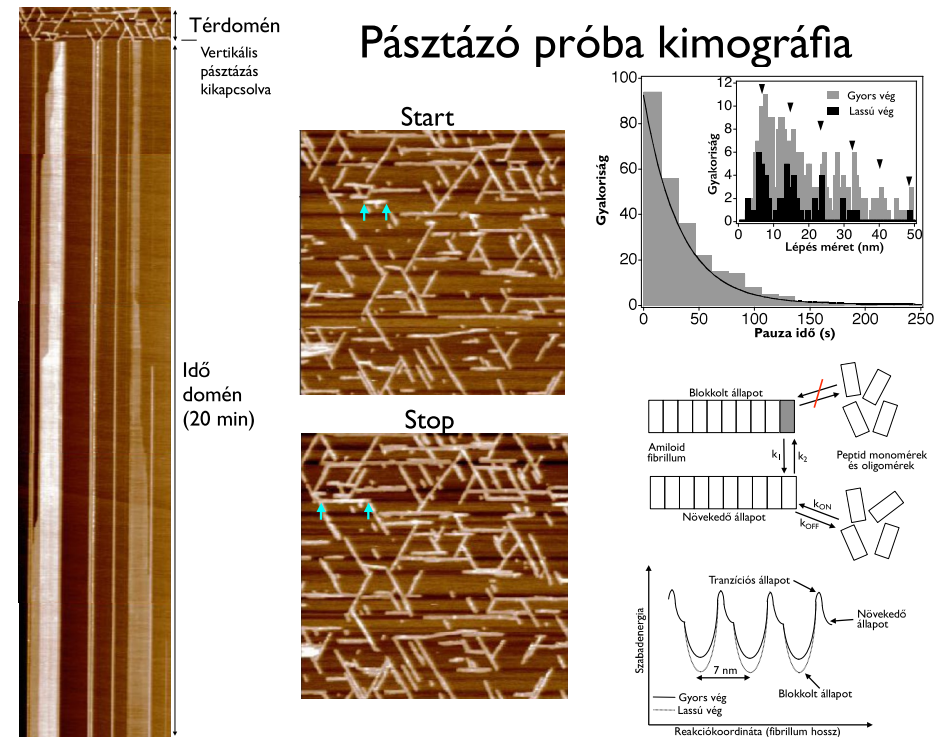 Pásztázó próba kimográfia
Térdomén
Vertikális
pásztázás
kikapcsolva
Idő
domén
(20 min)
Start
Stop
Gyakoriság
100
80
60
40
20
0
0 50 100 150 200 250
Pauza idő (s)
Gyakoriság
12
10
8
6
4
2
0
0 10 20 30 40 50
Lépés méret (nm)
Gyors vég
Lassú vég
Blokkolt állapot
Amiloid
fibrillum
k1
k2
Peptid monomérek
és oligomérek
Növekedő állapot
kON
kOFF
Szabadenergia
Tranzíciós állapot
Növekedő
állapot
7 nm
Blokkolt állapot
Gyors vég
Lassú vég
Reakciókoordináta (fibrillum hossz)